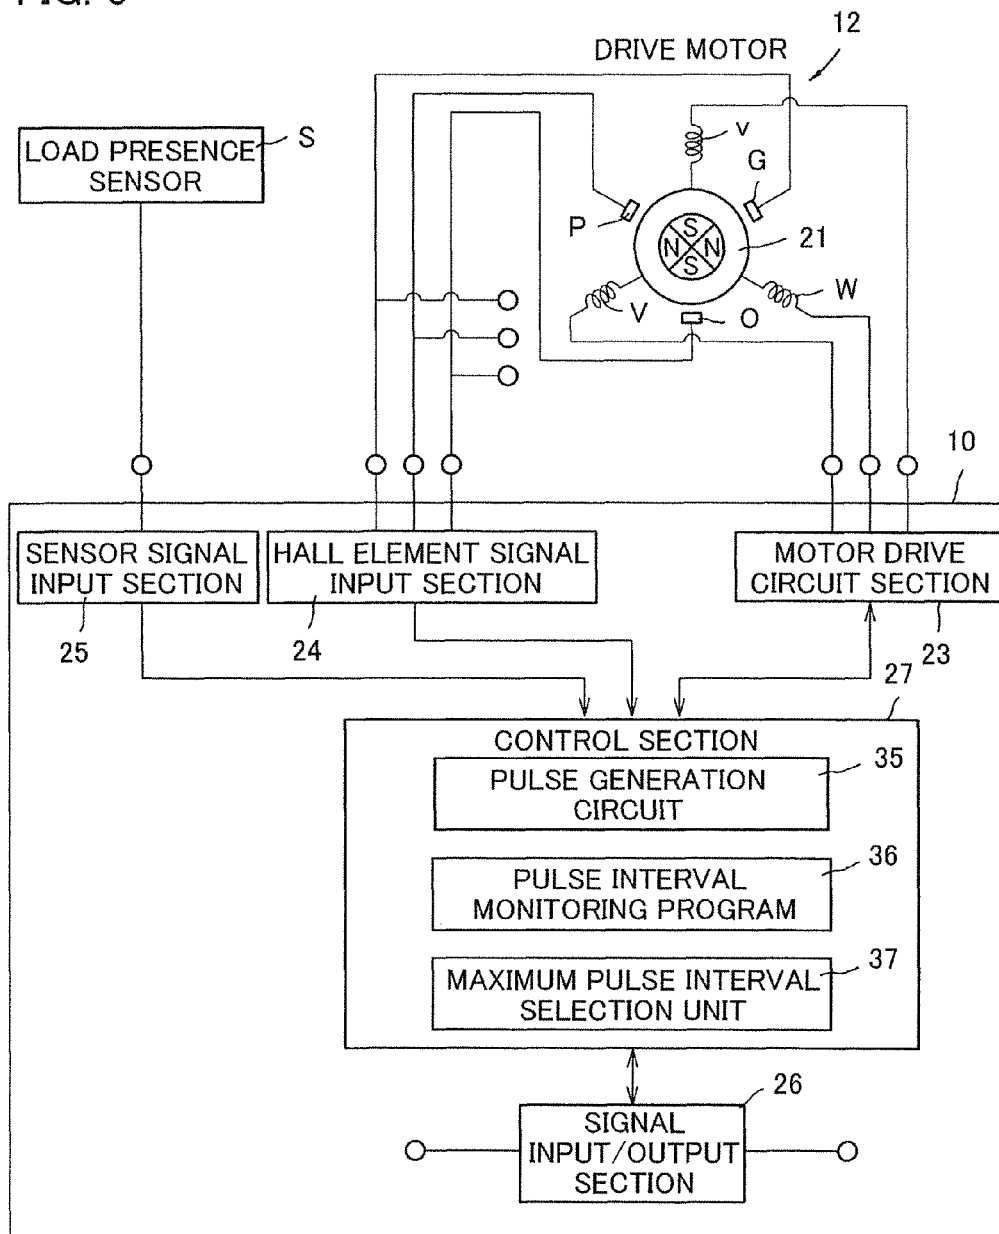 DRIVE MOTOR
12
LOAD PRESENCE
SENSOR
S
v
G
P
S
N N
S
21
V
W
O
10
SENSOR SIGNAL
INPUT SECTION
HALL ELEMENT SIGNAL
INPUT SECTION
MOTOR DRIVE
CIRCUIT SECTION
25
24
23
27
CONTROL SECTION
PULSE GENERATION
CIRCUIT
35
PULSE INTERVAL
MONITORING PROGRAM
36
MAXIMUM PULSE INTERVAL
SELECTION UNIT
37
SIGNAL
INPUT/OUTPUT
SECTION
26